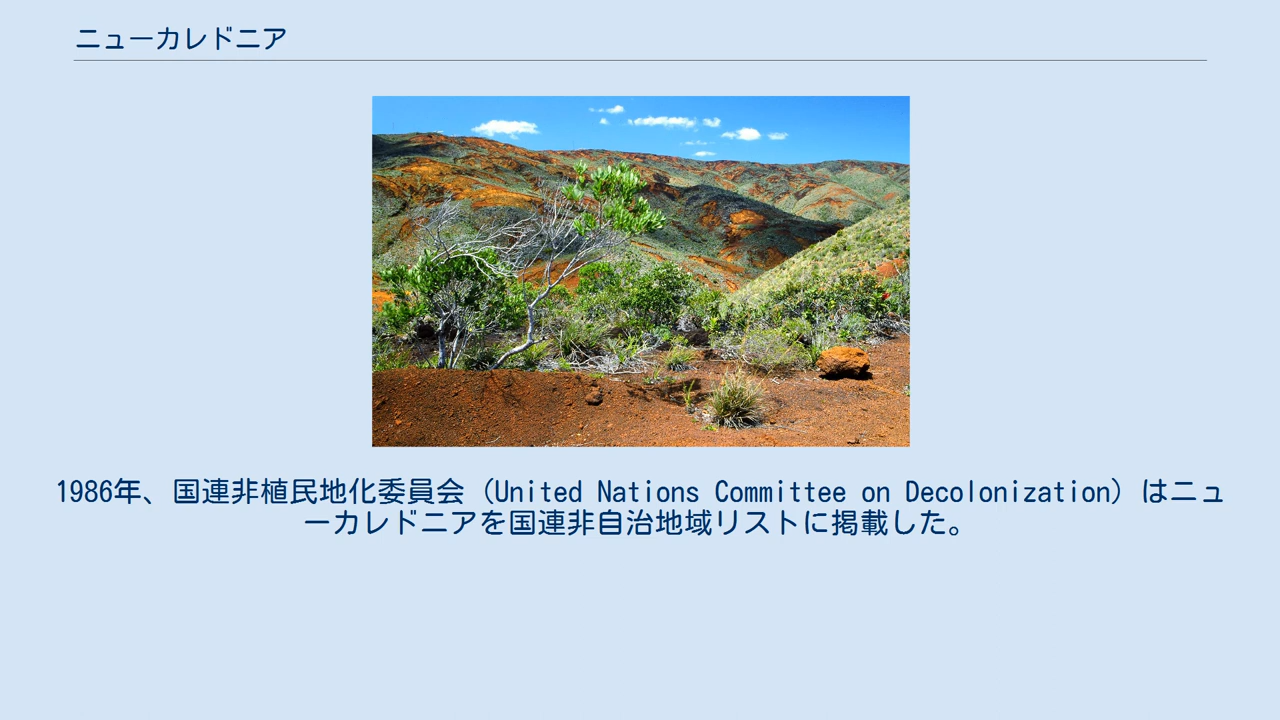 ニューカレドニア
1986年、国連非植民地化委員会 (United Nations Committee on Decolonization) はニュ
ーカレドニアを国連非自治地域リストに掲載した。